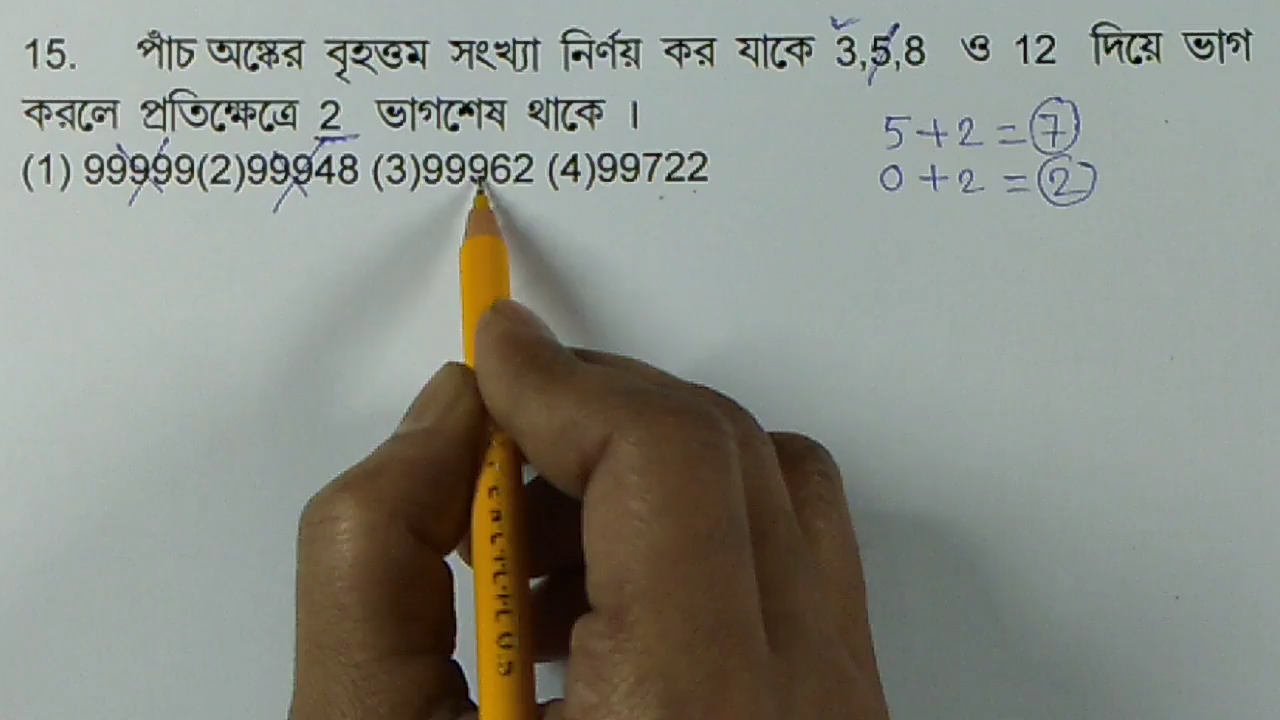 15. পাঁচ অঙ্কের বৃহত্তম সংখ্যা নির্ণয় কর যাকে 3,5,8 ও 12 দিয়ে ভাগ
করলে প্রতিক্ষেত্রে 2 ভাগশেষ থাকে ।
(1) 99999(2)99948 (3)99962 (4)99722
5+2=7
0+2=2